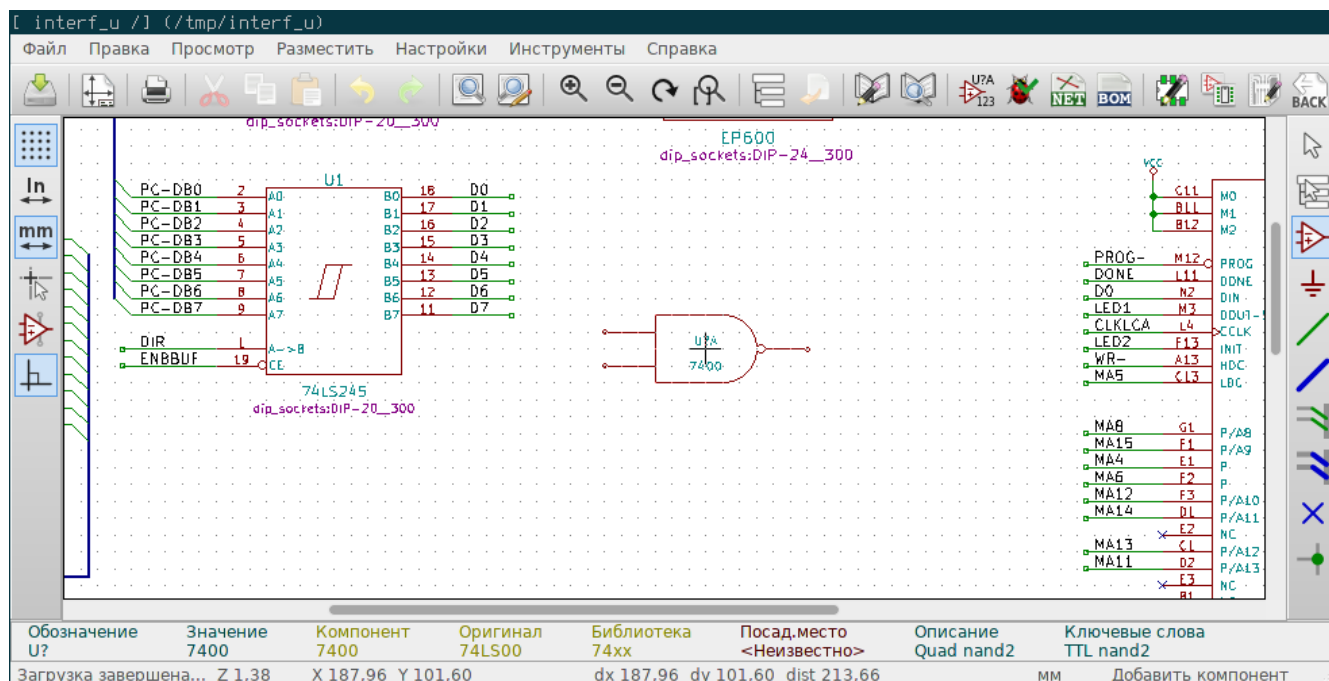 [ interf_u /] (/tmp/interf_u)
Файл Правка Просмотр Разместить Настройки Инструменты Справка
U?A
123
NET
BOM
BACK
In
mm
dip_sockets:DIP-20__300
EP600
dip_sockets:DIP-24__300
U1
PC-DB0 2 A0 B0 18 D0
PC-DB1 3 A1 B1 17 D1
PC-DB2 4 A2 B2 16 D2
PC-DB3 5 A3 B3 15 D3
PC-DB4 6 A4 B4 14 D4
PC-DB5 7 A5 B5 13 D5
PC-DB6 8 A6 B6 12 D6
PC-DB7 9 A7 B7 11 D7
DIR 1 A->B
ENBBUF 19 CE
74LS245
dip_sockets:DIP-20__300
U?A
7400
VCC
C11 M0
B11 M1
B12 M2
PROG- M12 PROG
DONE L11 DONE
D0 N2 DIN
LED1 M3
CLKLCA L4 CCLK
LED2 F13 INIT
WR- A13 HDC
MA5 C13 LDC
MA8 G1 P/A8
MA15 F1 P/A9
MA4 E1 P
MA6 F2 P
MA12 F3 P/A10
MA14 D1 P/A11
E2 NC
MA13 C1 P/A12
MA11 D2 P/A13
E3 NC
B1
Обозначение Значение Компонент Оригинал Библиотека Посад.место Описание Ключевые слова
U? 7400 7400 74LS00 74xx <Неизвестно> Quad nand2 TTL nand2
Загрузка завершена... Z 1,38 X 187,96 Y 101,60 dx 187,96 dy 101,60 dist 213,66 мм Добавить компонент